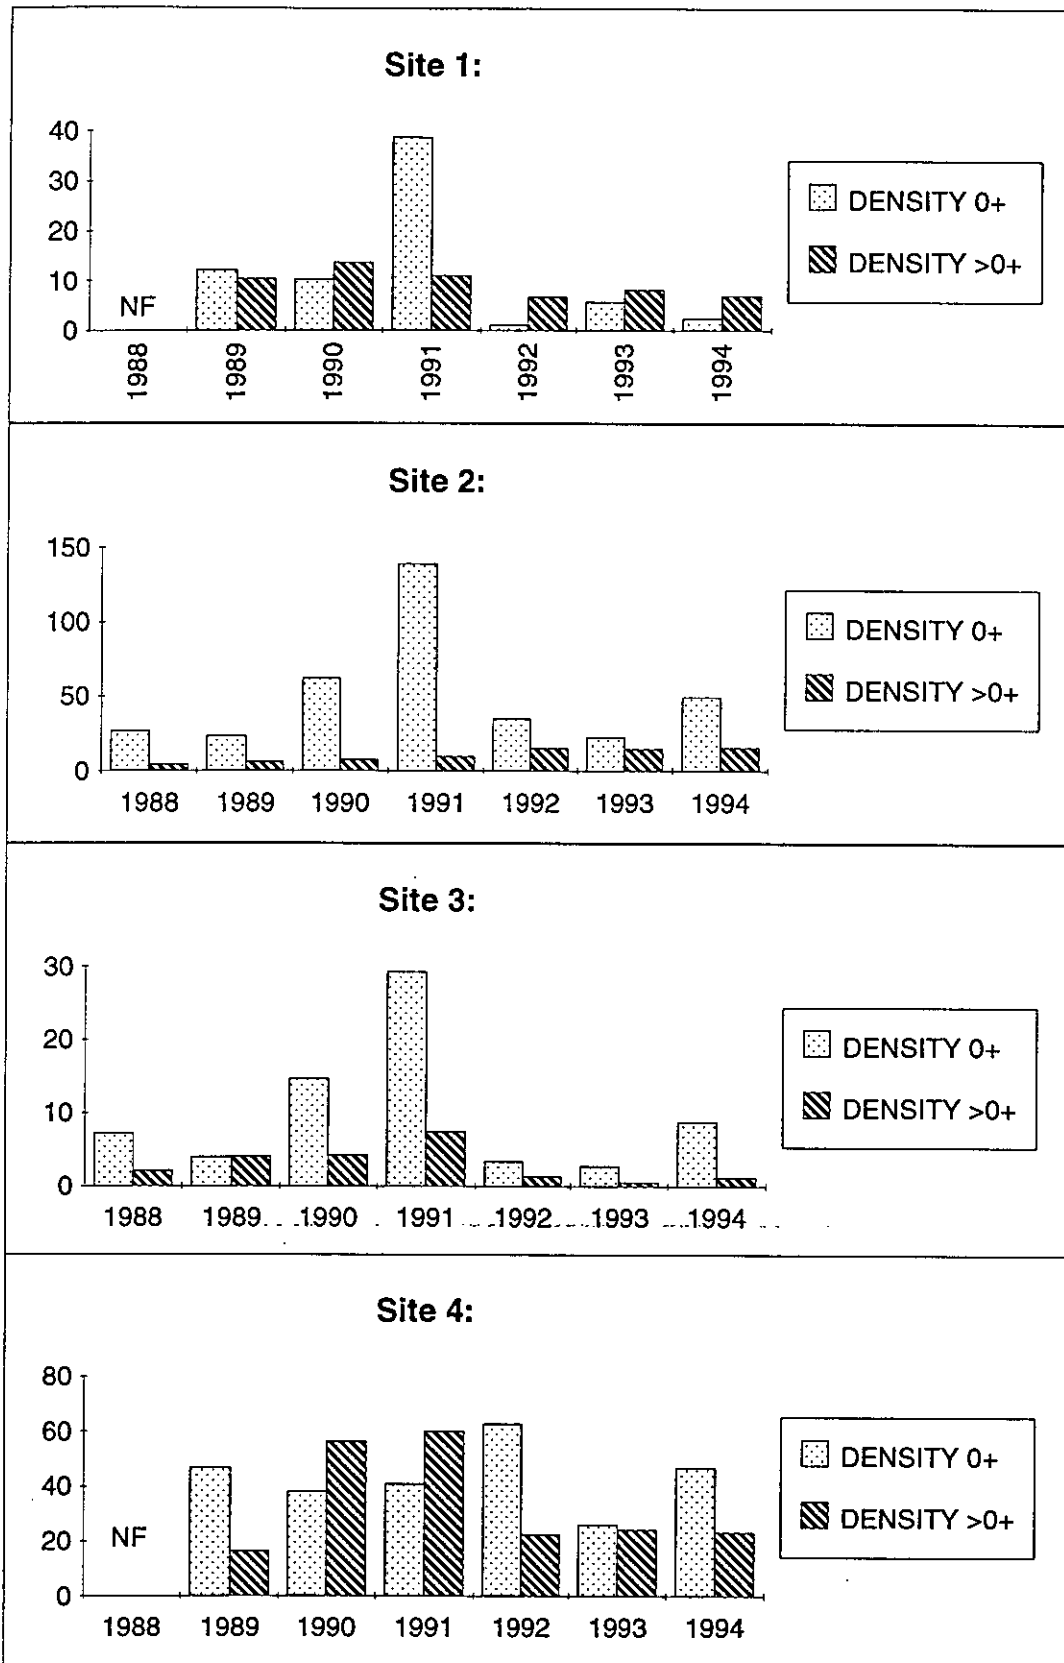 Site 1:
40
30
20
10
0
NF
1988
1989
1990
1991
1992
1993
1994
DENSITY 0+
DENSITY >0+
Site 2:
150
100
50
0
1988 1989 1990 1991 1992 1993 1994
DENSITY 0+
DENSITY >0+
Site 3:
30
20
10
0
1988 1989 1990 1991 1992 1993 1994
DENSITY 0+
DENSITY >0+
Site 4:
80
60
40
20
0
NF
1988 1989 1990 1991 1992 1993 1994
DENSITY 0+
DENSITY >0+